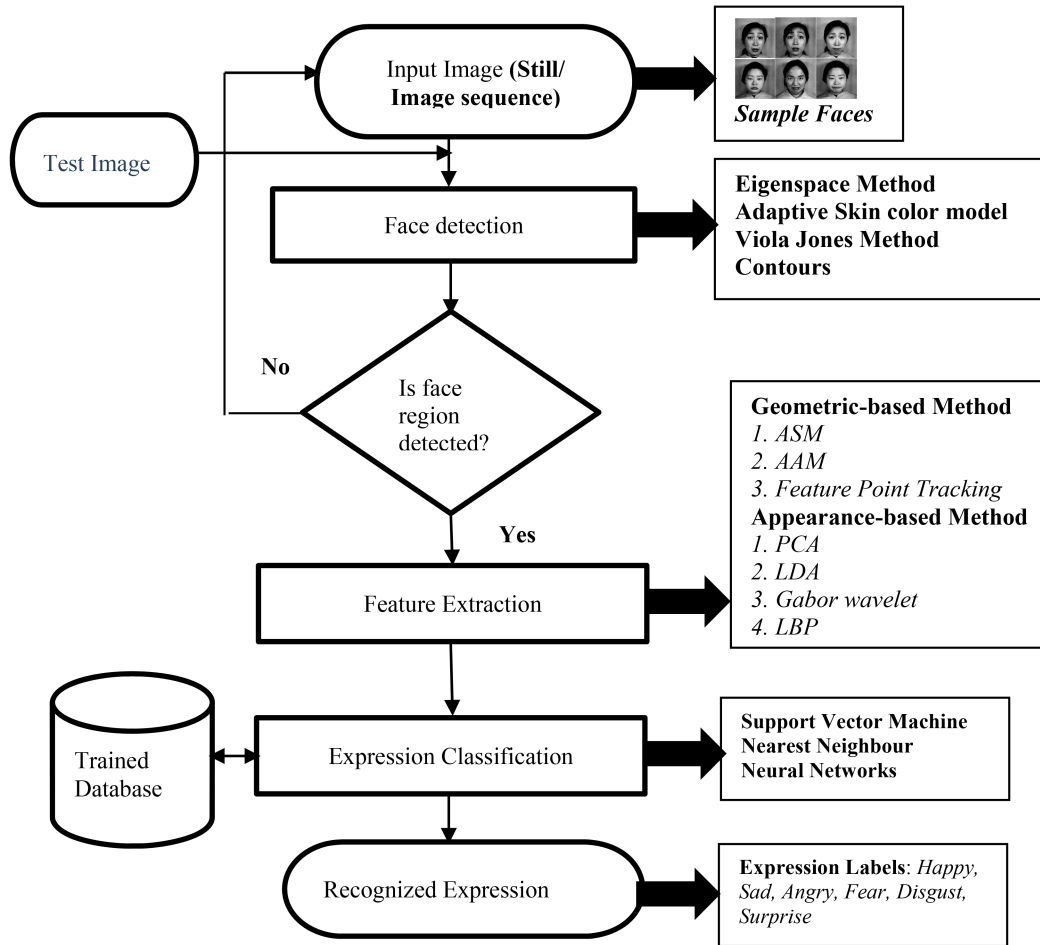 Input Image (Still/
Image sequence)
Sample Faces
Test Image
Face detection
Eigenspace Method
Adaptive Skin color model
Viola Jones Method
Contours
No
Is face
region
detected?
Yes
Geometric-based Method
1. ASM
2. AAM
3. Feature Point Tracking
Appearance-based Method
1. PCA
2. LDA
3. Gabor wavelet
4. LBP
Feature Extraction
Trained
Database
Expression Classification
Support Vector Machine
Nearest Neighbour
Neural Networks
Recognized Expression
Expression Labels: Happy,
Sad, Angry, Fear, Disgust,
Surprise